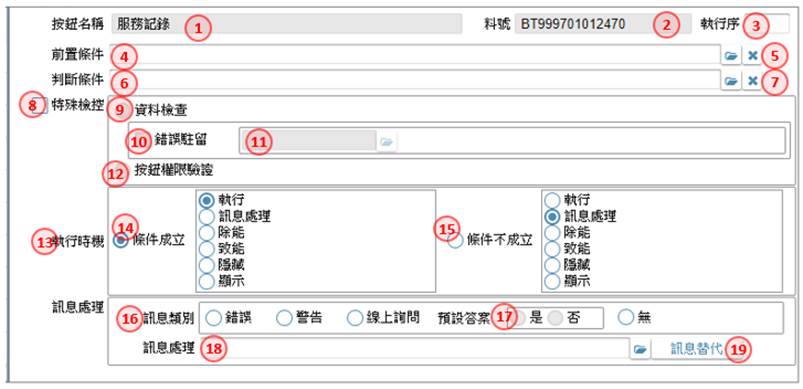 按鈕名稱 服務記錄 1 料號 BT999701012470 2 執行序 3
前置條件 4 5
判斷條件 6 7
8 特殊檢控 9 資料檢查
10 錯誤駐留 11
12 按鈕權限驗證
13 執行時機 14 條件成立 執行 訊息處理 除能 致能 隱藏 顯示
15 條件不成立 執行 訊息處理 除能 致能 隱藏 顯示
訊息處理
16 訊息類別 錯誤 警告 線上詢問 預設答案 17 是 否 無
訊息處理 18 訊息替代 19